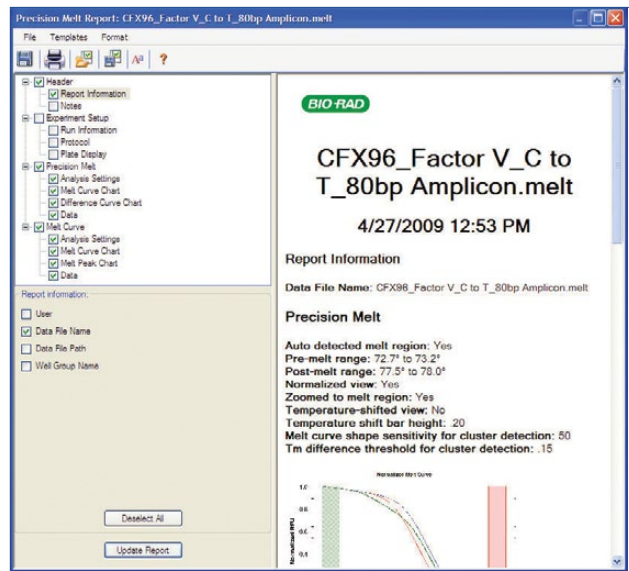 Precision Melt Report: CFX96_Factor V_C to T_80bp Amplicon.melt
File Templates Format
Header
Report Information
Notes
Experiment Setup
Run Information
Protocol
Plate Display
Precision Melt
Analysis Settings
Melt Curve Chart
Difference Curve Chart
Data
Melt Curve
Analysis Settings
Melt Curve Chart
Melt Peak Chart
Data
Report information:
User
Data File Name
Data File Path
Well Group Name
Deselect All
Update Report
BIO-RAD
CFX96_Factor V_C to
T_80bp Amplicon.melt
4/27/2009 12:53 PM
Report Information
Data File Name: CFX96_Factor V_C to T_80bp Amplicon.melt
Precision Melt
Auto detected melt region: Yes
Pre-melt range: 72.7° to 73.2°
Post-melt range: 77.5° to 78.0°
Normalized view: Yes
Zoomed to melt region: Yes
Temperature-shifted view: No
Temperature shift bar height: .20
Melt curve shape sensitivity for cluster detection: 50
Tm difference threshold for cluster detection: .15
Normalized Melt Curve
1.0
0.8
0.6
0.4
Normalized RFU